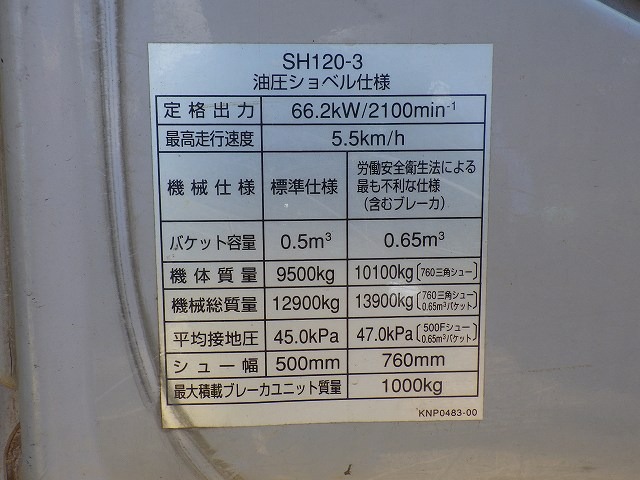 SH120-3
油圧ショベル仕様
定格出力 66.2kW/2100min-1
最高走行速度 5.5km/h
機械仕様 標準仕様 労働安全衛生法による
最も不利な仕様
(含むブレーカ)
バケット容量 0.5m3 0.65m3
機体質量 9500kg 10100kg(760三角シュー)
機械総質量 12900kg 13900kg(760三角シュー
0.65m3バケット)
平均接地圧 45.0kPa 47.0kPa(500Fシュー
0.65m3バケット)
シュー幅 500mm 760mm
最大積載ブレーカユニット質量 1000kg
KNP0483-00